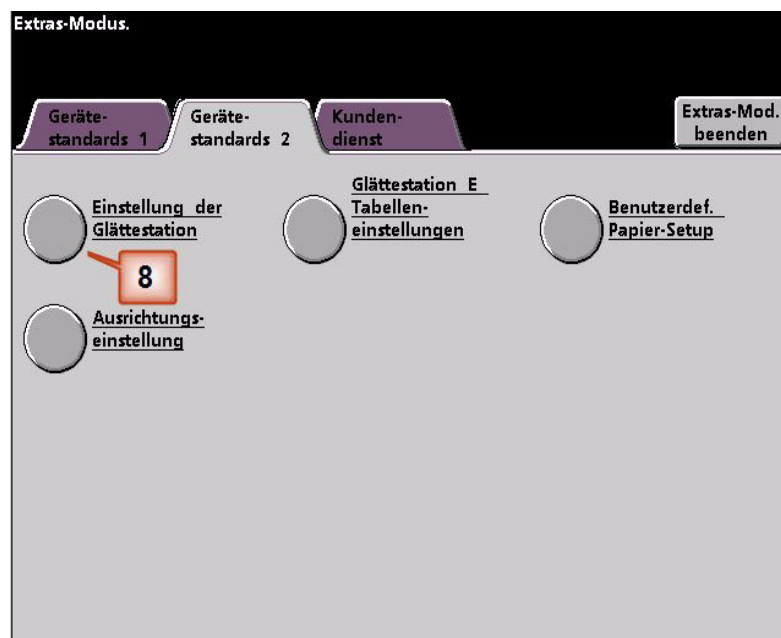 Extras-Modus.
Geräte-
standards 1
Geräte-
standards 2
Kunden-
dienst
Extras-Mod.
beenden
Einstellung der
Glättestation
8
Glättestation E
Tabellen-
einstellungen
Benutzerdef.
Papier-Setup
Ausrichtungs-
einstellung